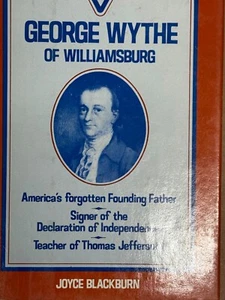 GEORGE WYTHE
OF WILLIAMSBURG
America's forgotten Founding Father
Signer of the
Declaration of Independence
Teacher of Thomas Jefferson
JOYCE BLACKBURN